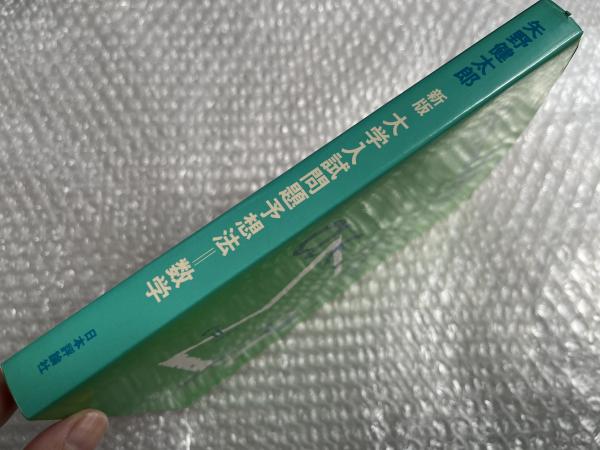 矢野健太郎
新版 大学入試問題予想法＝数学
日本評論社